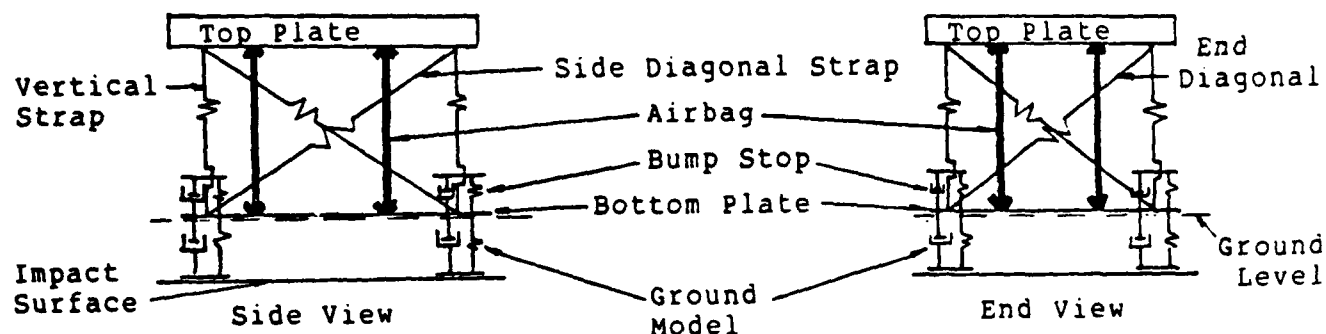 Top Plate
Top Plate
End
Diagonal
Vertical
Strap
Side Diagonal Strap
Airbag
Bump Stop
Bottom Plate
Ground
Level
Impact
Surface
Side View
Ground
Model
End View